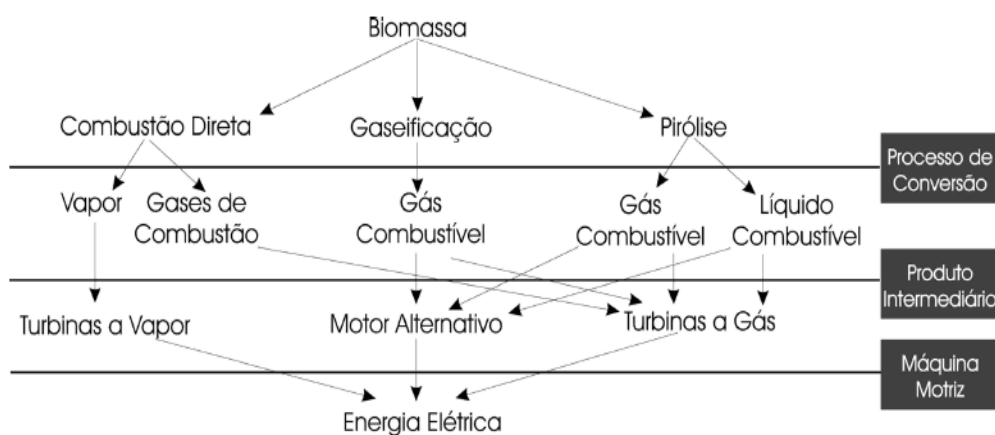 Biomassa
Combustão Direta
Gaseificação
Pirólise
Processo de
Conversão
Vapor
Gases de
Combustão
Gás
Combustível
Gás
Combustível
Líquido
Combustível
Produto
Intermediário
Turbinas a Vapor
Motor Alternativo
Turbinas a Gás
Máquina
Motriz
Energia Elétrica